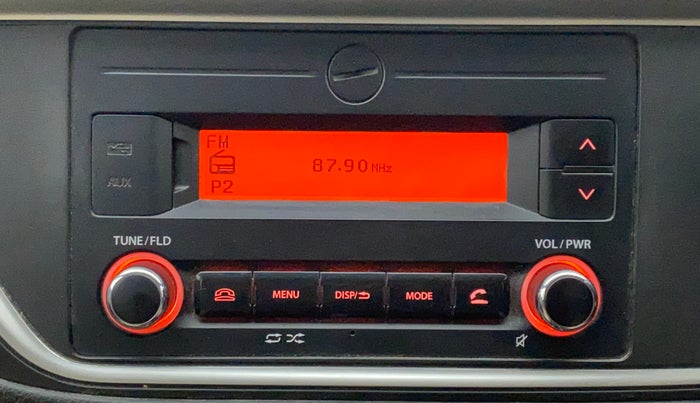 FM
87.90 MHz
P2
AUX
TUNE/FLD
VOL/PWR
MENU
DISP/
MODE